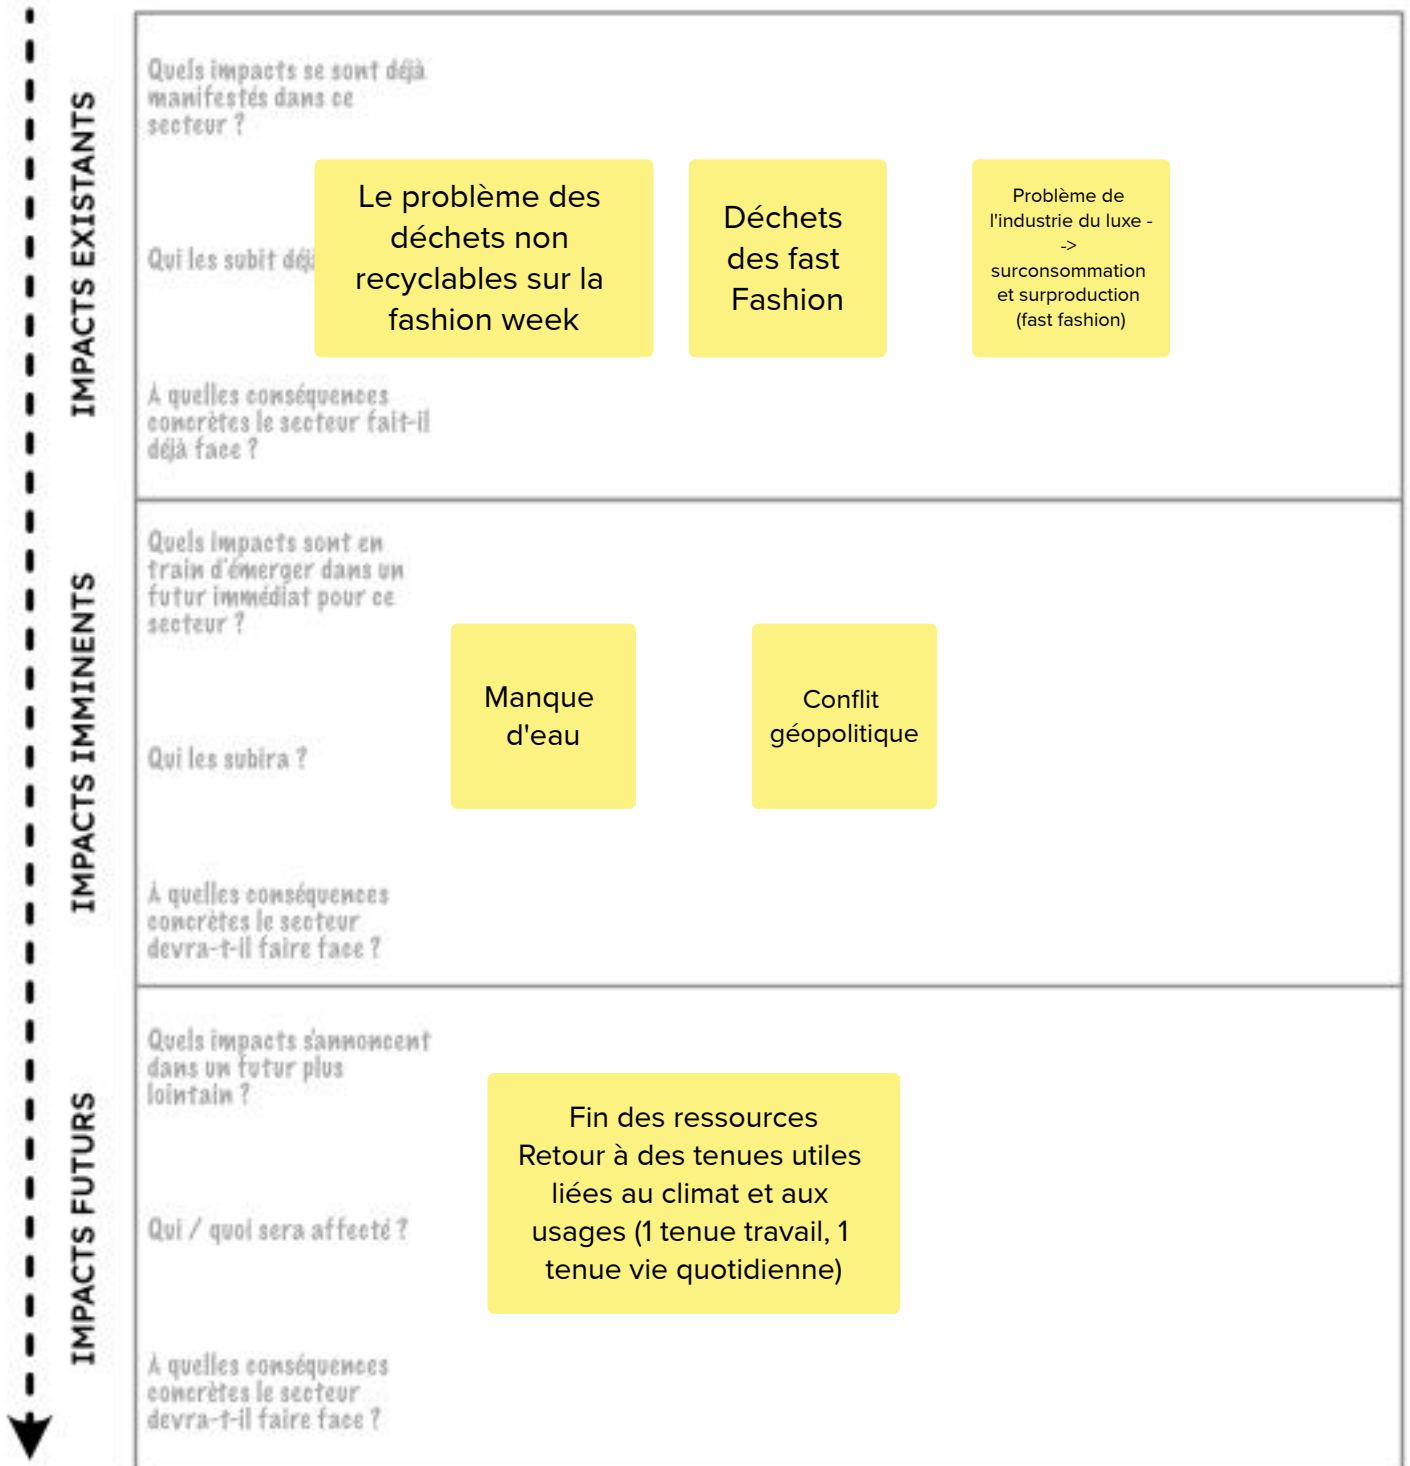 IMPACTS EXISTANTS
Quels impacts se sont déjà
manifestés dans ce
secteur ?
Qui les subit déjà
À quelles conséquences
concrètes le secteur fait-il
déjà face ?
Le problème des
déchets non
recyclables sur la
fashion week
Déchets
des fast
Fashion
Problème de
l'industrie du luxe -
->
surconsommation
et surproduction
(fast fashion)
IMPACTS IMMINENTS
Quels impacts sont en
train d'émerger dans un
futur immédiat pour ce
secteur ?
Qui les subira ?
À quelles conséquences
concrètes le secteur
devra-t-il faire face ?
Manque
d'eau
Conflit
géopolitique
IMPACTS FUTURS
Quels impacts s'annoncent
dans un futur plus
lointain ?
Qui / quoi sera affecté ?
À quelles conséquences
concrètes le secteur
devra-t-il faire face ?
Fin des ressources
Retour à des tenues utiles
liées au climat et aux
usages (1 tenue travail, 1
tenue vie quotidienne)